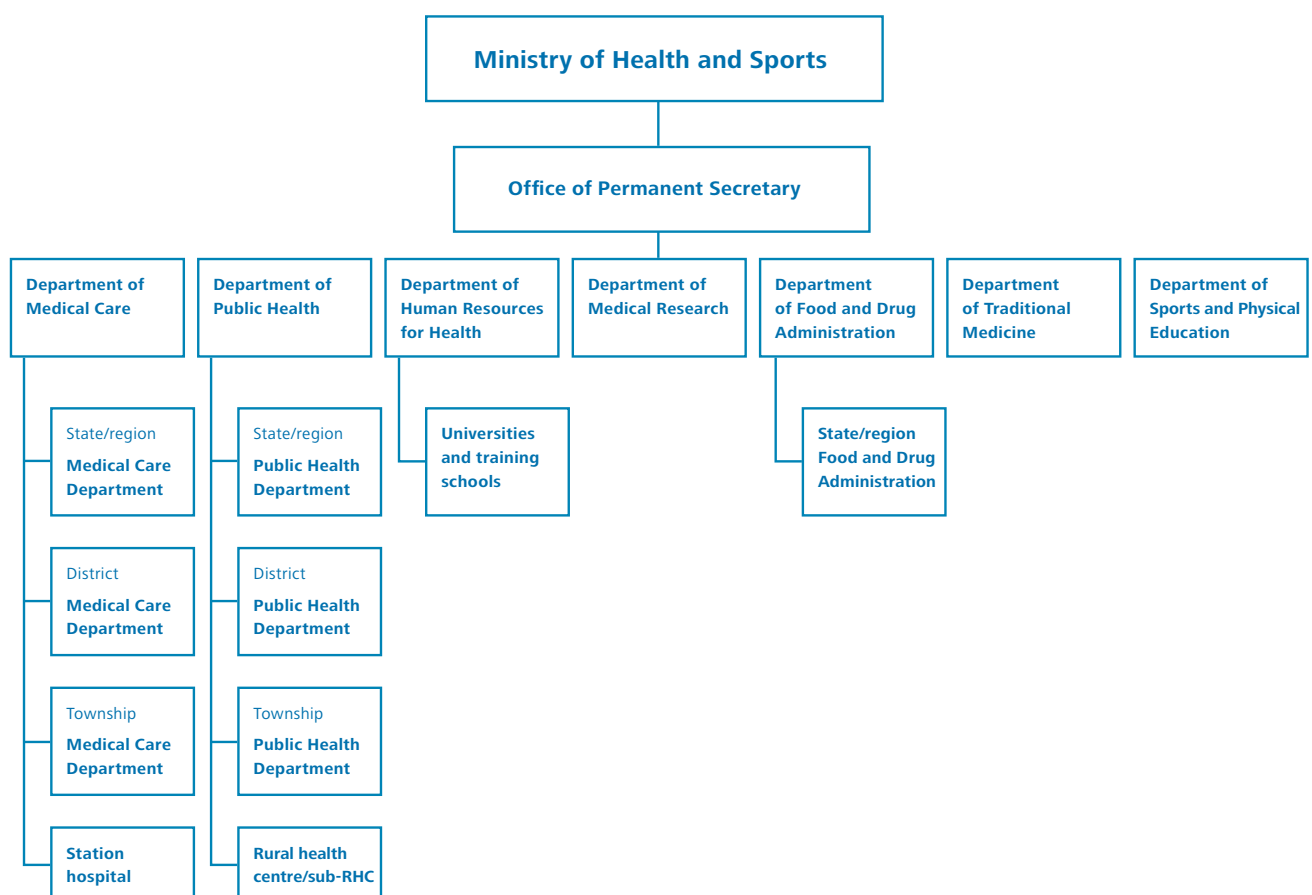 Ministry of Health and Sports
Office of Permanent Secretary
Department of
Medical Care
Department of
Public Health
Department of
Human Resources
for Health
Department of
Medical Research
Department
of Food and Drug
Administration
Department
of Traditional
Medicine
Department of
Sports and Physical
Education
State/region
Medical Care
Department
State/region
Public Health
Department
Universities
and training
schools
State/region
Food and Drug
Administration
District
Medical Care
Department
District
Public Health
Department
Township
Medical Care
Department
Township
Public Health
Department
Station
hospital
Rural health
centre/sub-RHC